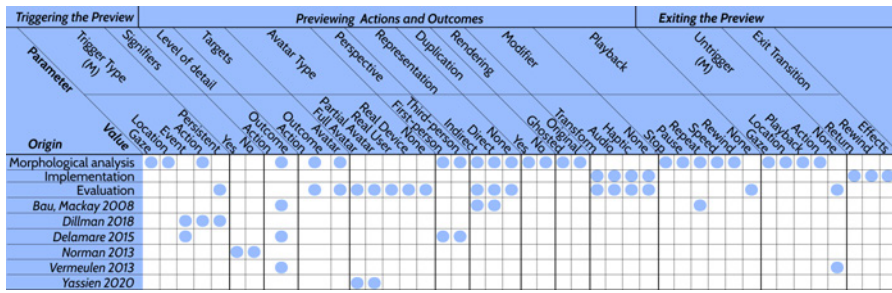 Triggering the Preview
Previewing Actions and Outcomes
Exiting the Preview
Parameter
Trigger Type
(M)
Signifiers
Level of detail
Targets
Avatar Type
Perspective
Representation
Duplication
Rendering
Modifier
Playback
Untrigger
(M)
Exit Transition
Origin
Value
Gaze
Location
Event
Action
Persistent
Yes
No
Action
Outcome
Action
Outcome
Avatar
Full Avatar
Partial Avatar
Real User
Real Device
None
First-person
Third-person
Indirect
Direct
None
Yes
No
Ghosted
Original
Transform
Audio
Haptic
None
Stop
Pause
Repeat
Speed
Rewind
None
Gaze
Location
Playback
Action
None
Return
Rewind
Effects
Morphological analysis
Implementation
Evaluation
Bau, Mackay 2008
Dillman 2018
Delamare 2015
Norman 2013
Vermeulen 2013
Yassien 2020